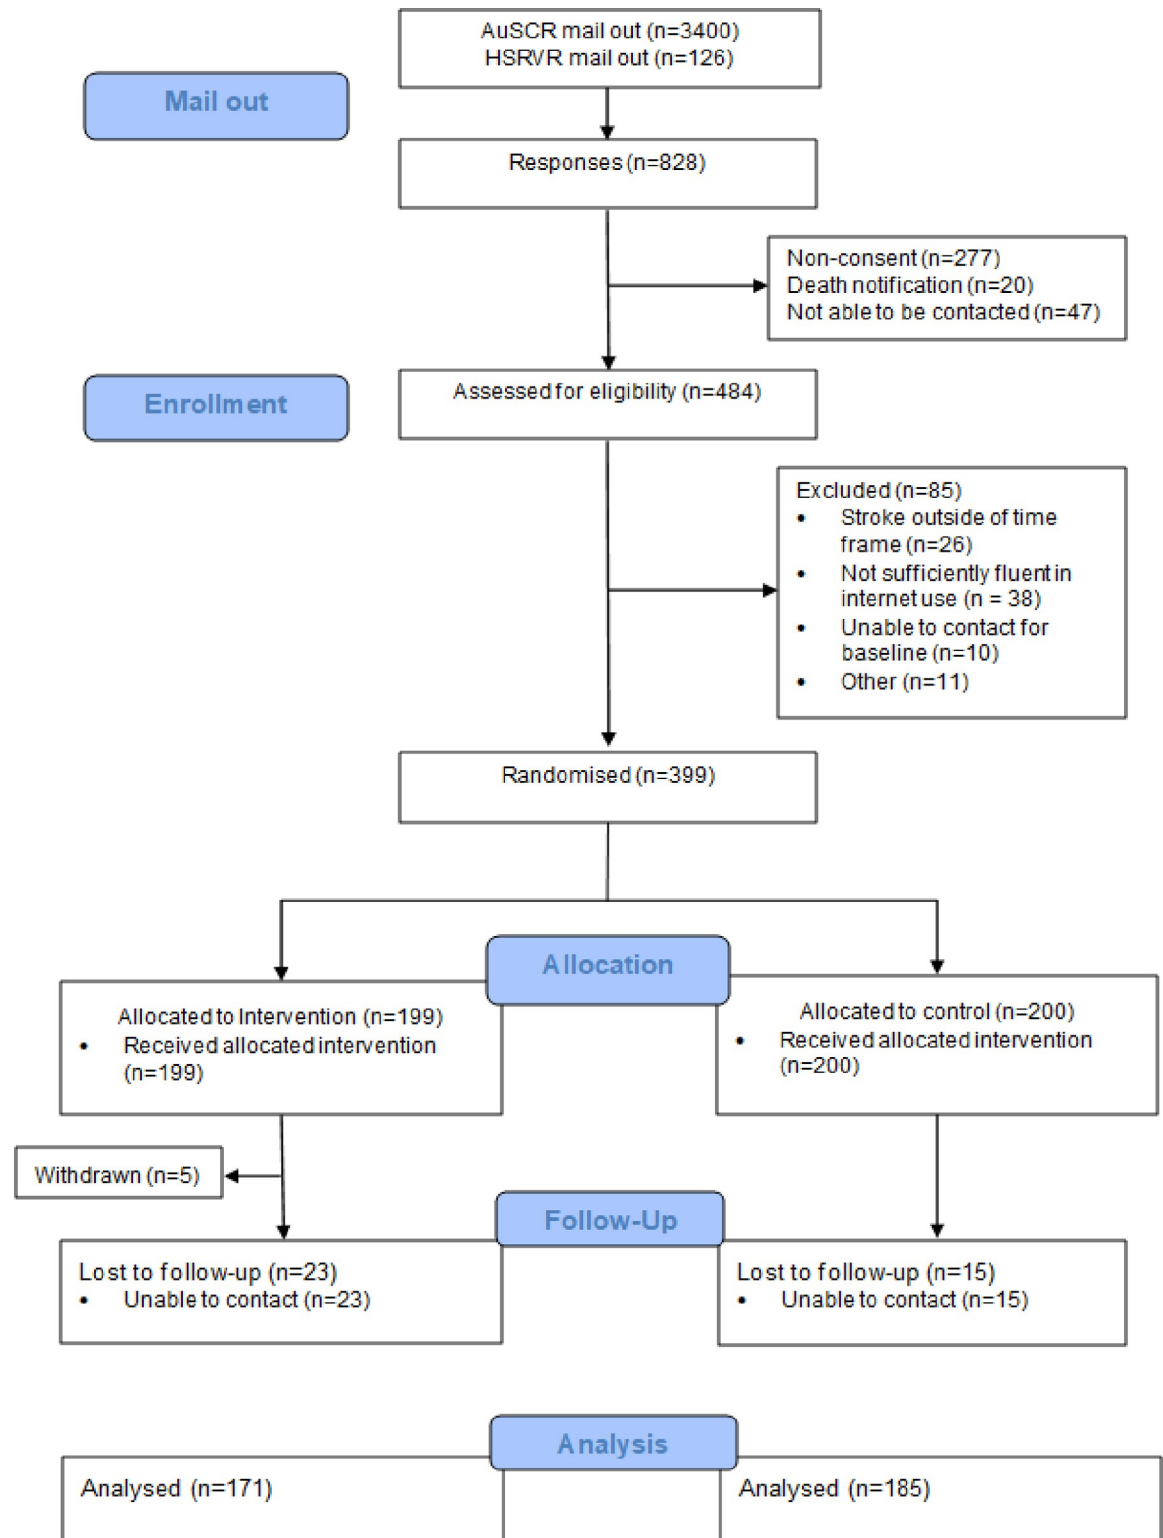 AuSCR mail out (n=3400)
HSRVR mail out (n=126)
Mail out
Responses (n=828)
Non-consent (n=277)
Death notification (n=20)
Not able to be contacted (n=47)
Assessed for eligibility (n=484)
Enrollment
Excluded (n=85)
• Stroke outside of time
frame (n=26)
• Not sufficiently fluent in
internet use (n = 38)
• Unable to contact for
baseline (n=10)
• Other (n=11)
Randomised (n=399)
Allocation
Allocated to Intervention (n=199)
• Received allocated intervention
(n=199)
Allocated to control (n=200)
• Received allocated intervention
(n=200)
Withdrawn (n=5)
Follow-Up
Lost to follow-up (n=23)
• Unable to contact (n=23)
Lost to follow-up (n=15)
• Unable to contact (n=15)
Analysis
Analysed (n=171)
Analysed (n=185)